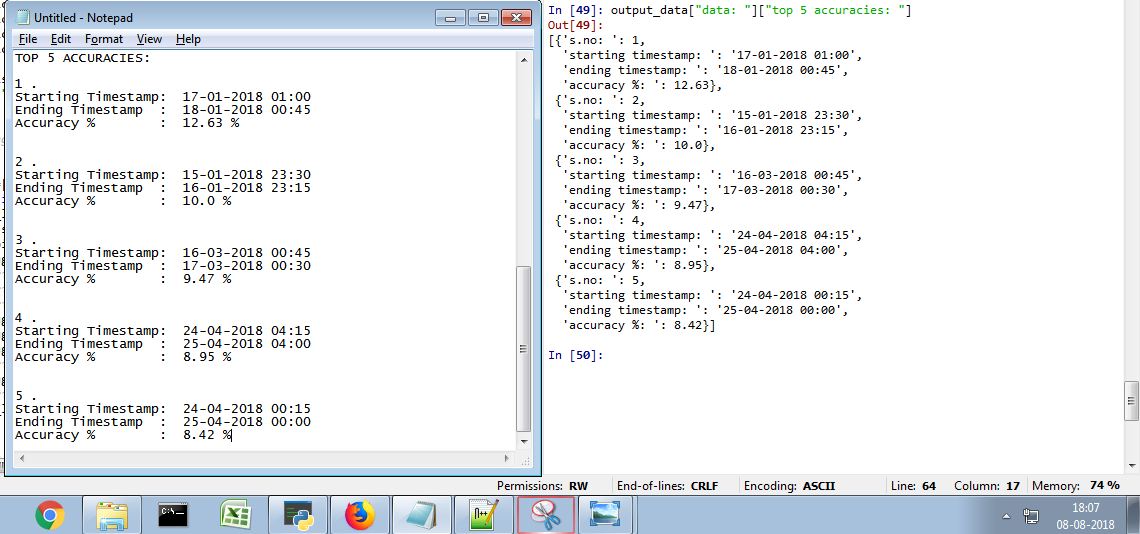 Untitled - Notepad
File Edit Format View Help
TOP 5 ACCURACIES:
1 .
Starting Timestamp: 17-01-2018 01:00
Ending Timestamp : 18-01-2018 00:45
Accuracy % : 12.63 %
2 .
Starting Timestamp: 15-01-2018 23:30
Ending Timestamp : 16-01-2018 23:15
Accuracy % : 10.0 %
3 .
Starting Timestamp: 16-03-2018 00:45
Ending Timestamp : 17-03-2018 00:30
Accuracy % : 9.47 %
4 .
Starting Timestamp: 24-04-2018 04:15
Ending Timestamp : 25-04-2018 04:00
Accuracy % : 8.95 %
5 .
Starting Timestamp: 24-04-2018 00:15
Ending Timestamp : 25-04-2018 00:00
Accuracy % : 8.42 %
In [49]: output_data["data: "]["top 5 accuracies: "]
Out[49]:
[{'s.no: ': 1,
'starting timestamp: ': '17-01-2018 01:00',
'ending timestamp: ': '18-01-2018 00:45',
'accuracy %: ': 12.63},
{'s.no: ': 2,
'starting timestamp: ': '15-01-2018 23:30',
'ending timestamp: ': '16-01-2018 23:15',
'accuracy %: ': 10.0},
{'s.no: ': 3,
'starting timestamp: ': '16-03-2018 00:45',
'ending timestamp: ': '17-03-2018 00:30',
'accuracy %: ': 9.47},
{'s.no: ': 4,
'starting timestamp: ': '24-04-2018 04:15',
'ending timestamp: ': '25-04-2018 04:00',
'accuracy %: ': 8.95},
{'s.no: ': 5,
'starting timestamp: ': '24-04-2018 00:15',
'ending timestamp: ': '25-04-2018 00:00',
'accuracy %: ': 8.42}]
In [50]:
Permissions: RW End-of-lines: CRLF Encoding: ASCII Line: 64 Column: 17 Memory: 74 %
C:\_
18:07
08-08-2018